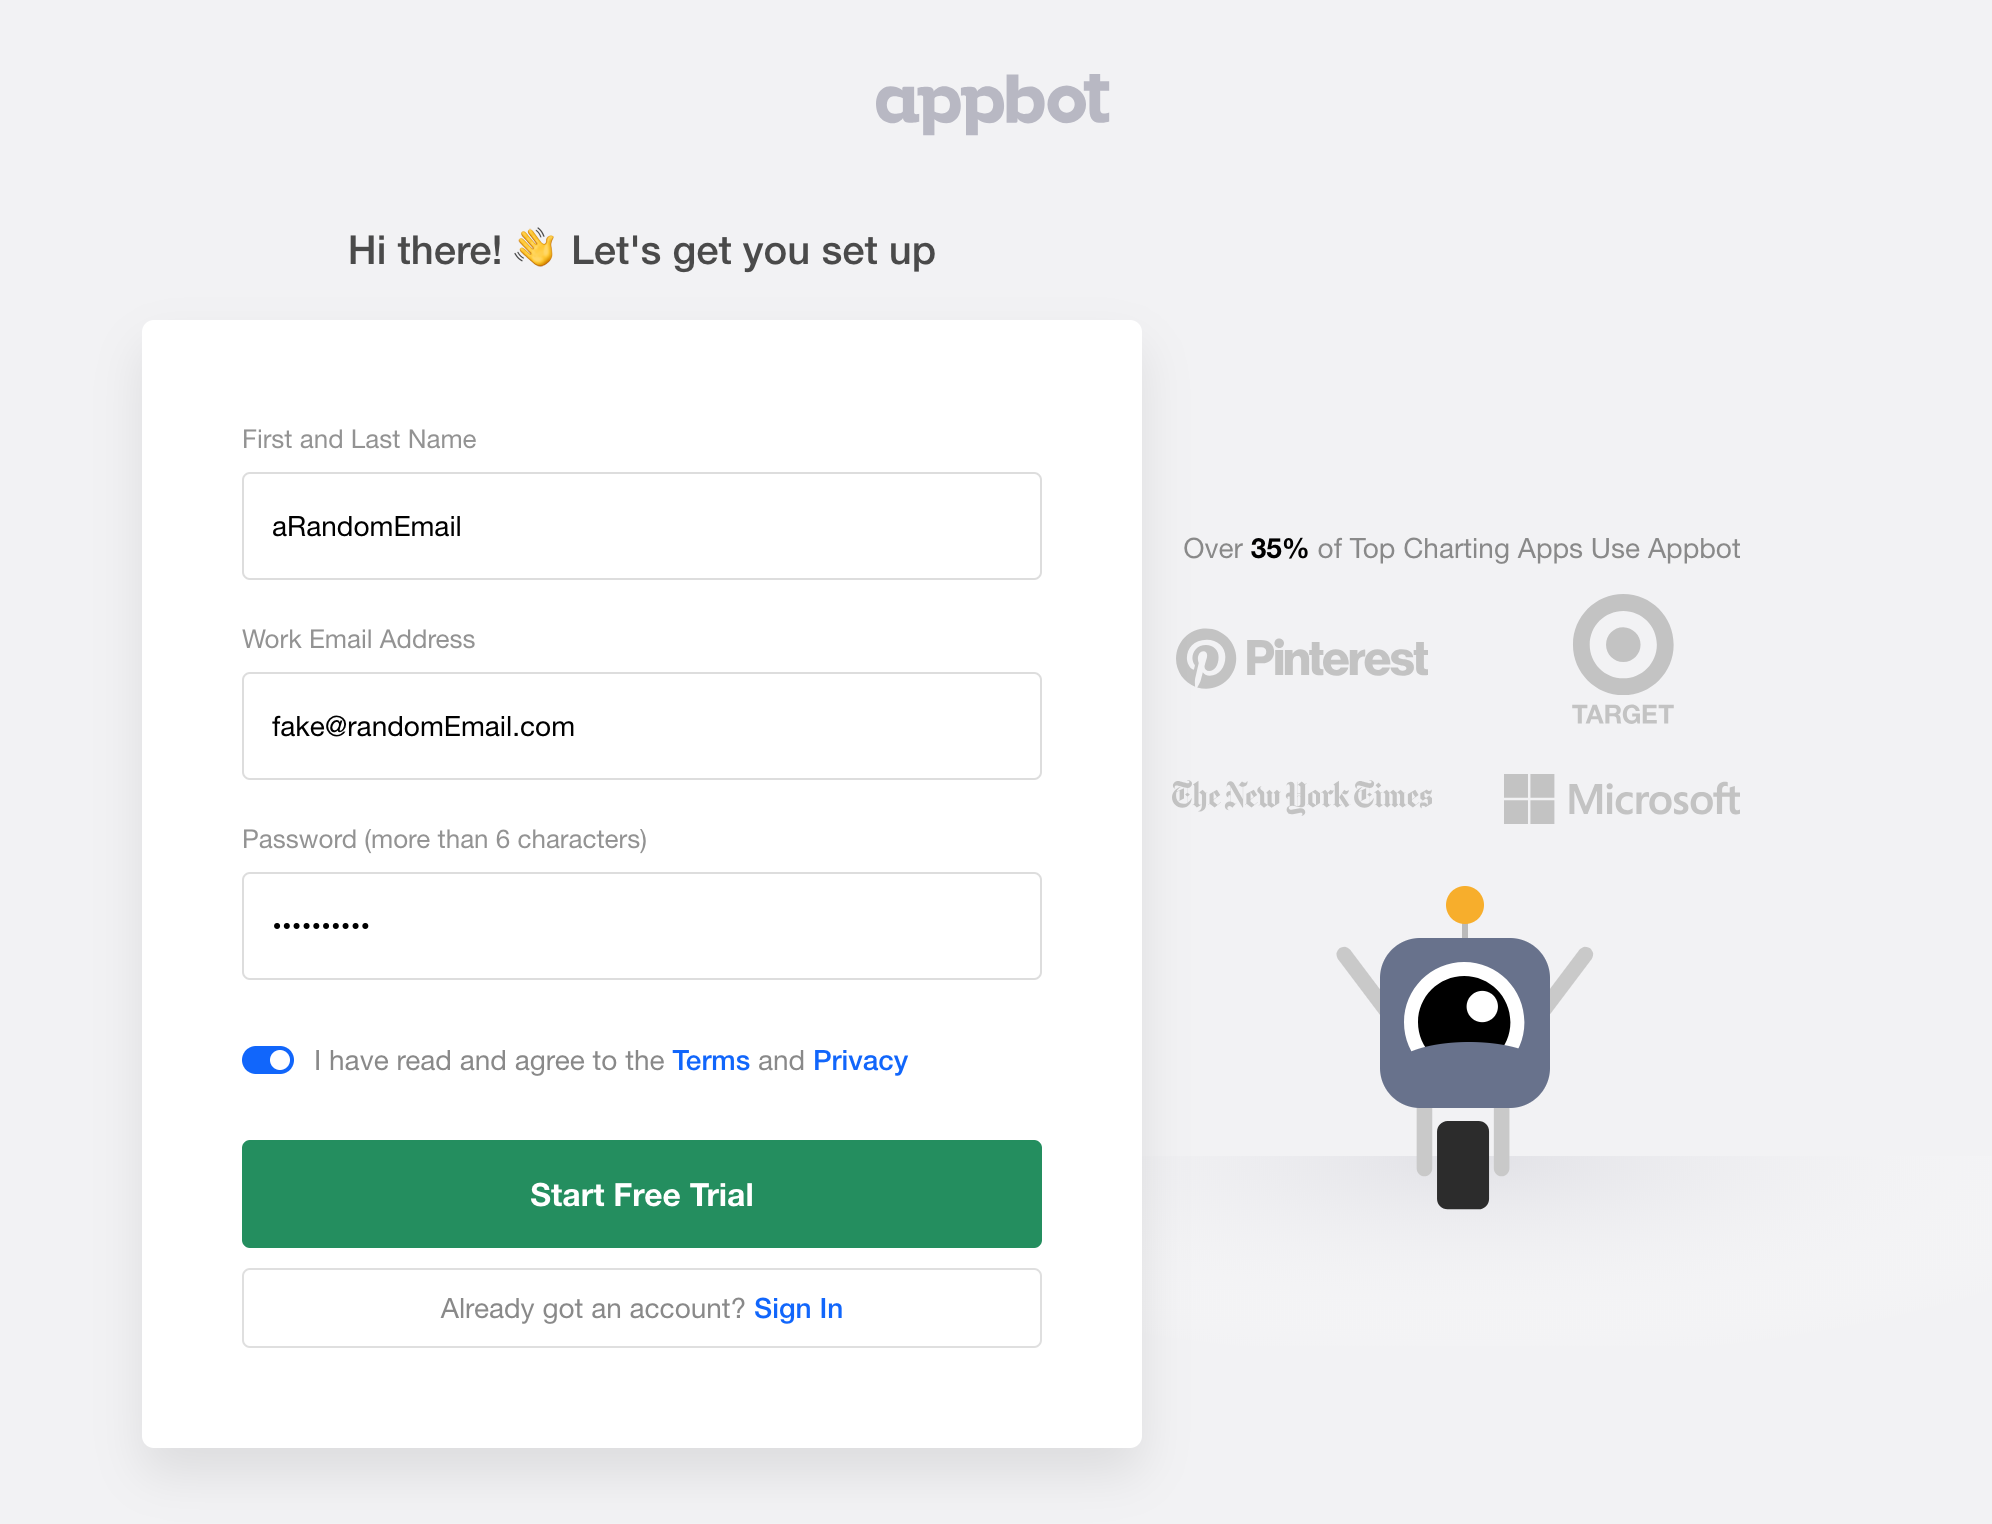 appbot
Hi there! 👋 Let's get you set up
First and Last Name
aRandomEmail
Work Email Address
fake@randomEmail.com
Password (more than 6 characters)
••••••••••
I have read and agree to the Terms and Privacy
Start Free Trial
Already got an account? Sign In
Over 35% of Top Charting Apps Use Appbot
Pinterest
TARGET
The New York Times
Microsoft